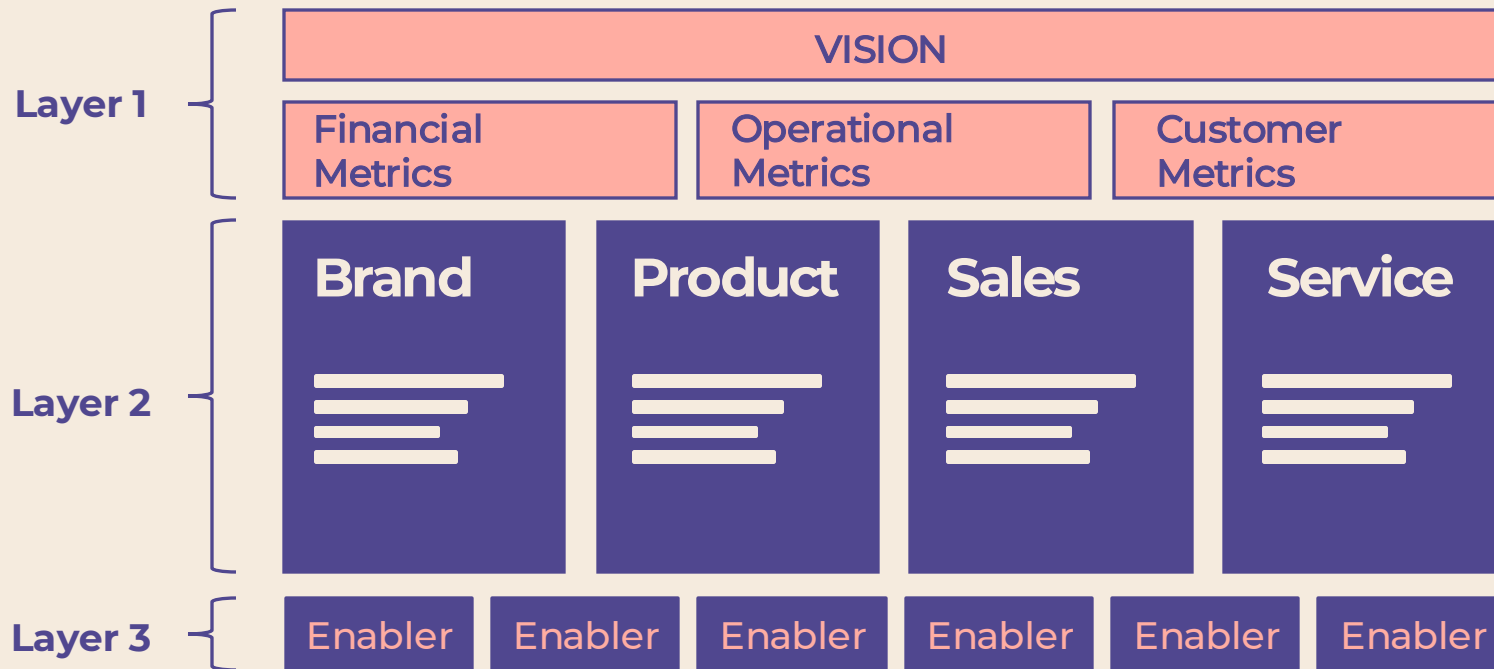 Layer 1
VISION
Financial
Metrics
Operational
Metrics
Customer
Metrics
Layer 2
Brand
Product
Sales
Service
Layer 3
Enabler
Enabler
Enabler
Enabler
Enabler
Enabler